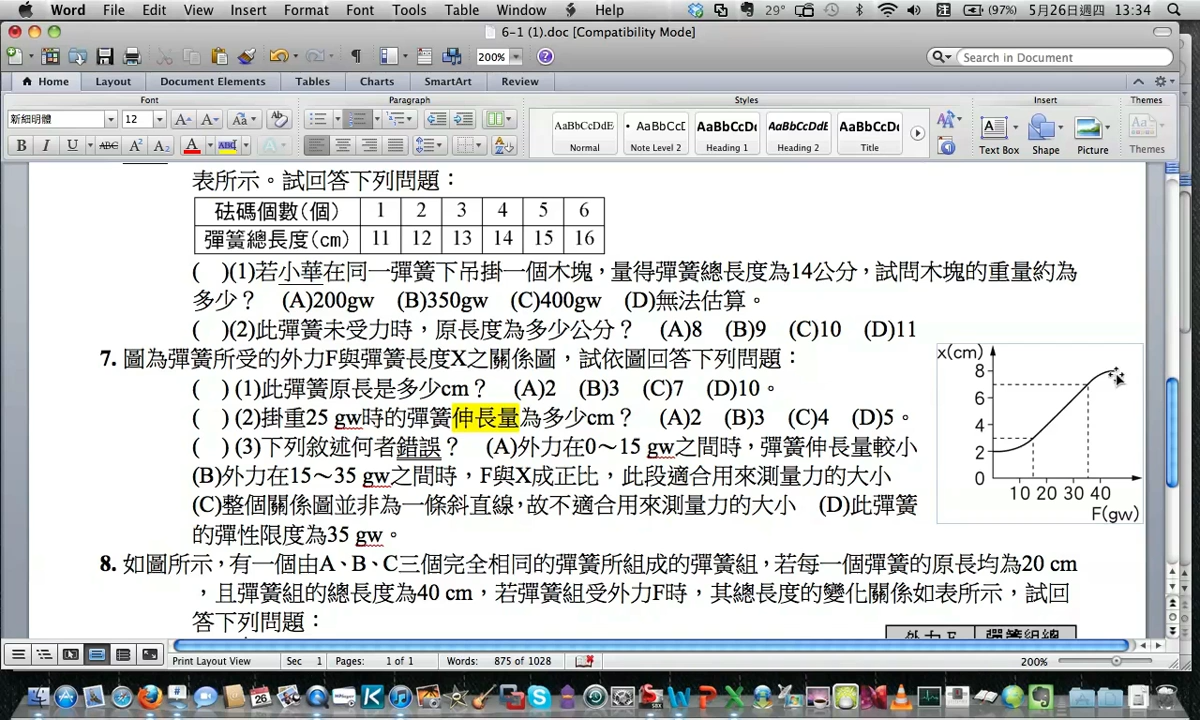 Word File Edit View Insert Format Font Tools Table Window Help 29° (97%) 5月26日週四 13:34
6-1 (1).doc [Compatibility Mode]
200% Search in Document
Home Layout Document Elements Tables Charts SmartArt Review
Font Paragraph Styles Insert Themes
新細明體 12 A A Aa
B I U ABC A² A₂ A ABC A
AaBbCcDdE AaBbCcD AaBbCcDc AaBbCcDdE AaBbCcDc
Normal Note Level 2 Heading 1 Heading 2 Title Text Box Shape Picture Themes
表所示。試回答下列問題：
砝碼個數(個) 1 2 3 4 5 6
彈簧總長度(cm) 11 12 13 14 15 16
( )(1)若小華在同一彈簧下吊掛一個木塊，量得彈簧總長度為14公分，試問木塊的重量約為
多少？ (A)200gw (B)350gw (C)400gw (D)無法估算。
( )(2)此彈簧未受力時，原長度為多少公分？ (A)8 (B)9 (C)10 (D)11
7. 圖為彈簧所受的外力F與彈簧長度X之關係圖，試依圖回答下列問題：
( ) (1)此彈簧原長是多少cm？ (A)2 (B)3 (C)7 (D)10。
( ) (2)掛重25 gw時的彈簧伸長量為多少cm？ (A)2 (B)3 (C)4 (D)5。
( ) (3)下列敘述何者錯誤？ (A)外力在0～15 gw之間時，彈簧伸長量較小
(B)外力在15～35 gw之間時，F與X成正比，此段適合用來測量力的大小
(C)整個關係圖並非為一條斜直線，故不適合用來測量力的大小 (D)此彈簧
的彈性限度為35 gw。
x(cm)
8
6
4
2
0
10 20 30 40
F(gw)
8. 如圖所示，有一個由A、B、C三個完全相同的彈簧所組成的彈簧組，若每一個彈簧的原長均為20 cm
，且彈簧組的總長度為40 cm，若彈簧組受外力F時，其總長度的變化關係如表所示，試回
答下列問題：
外力 F 彈簧組總
Print Layout View Sec 1 Pages: 1 of 1 Words: 875 of 1028 200%